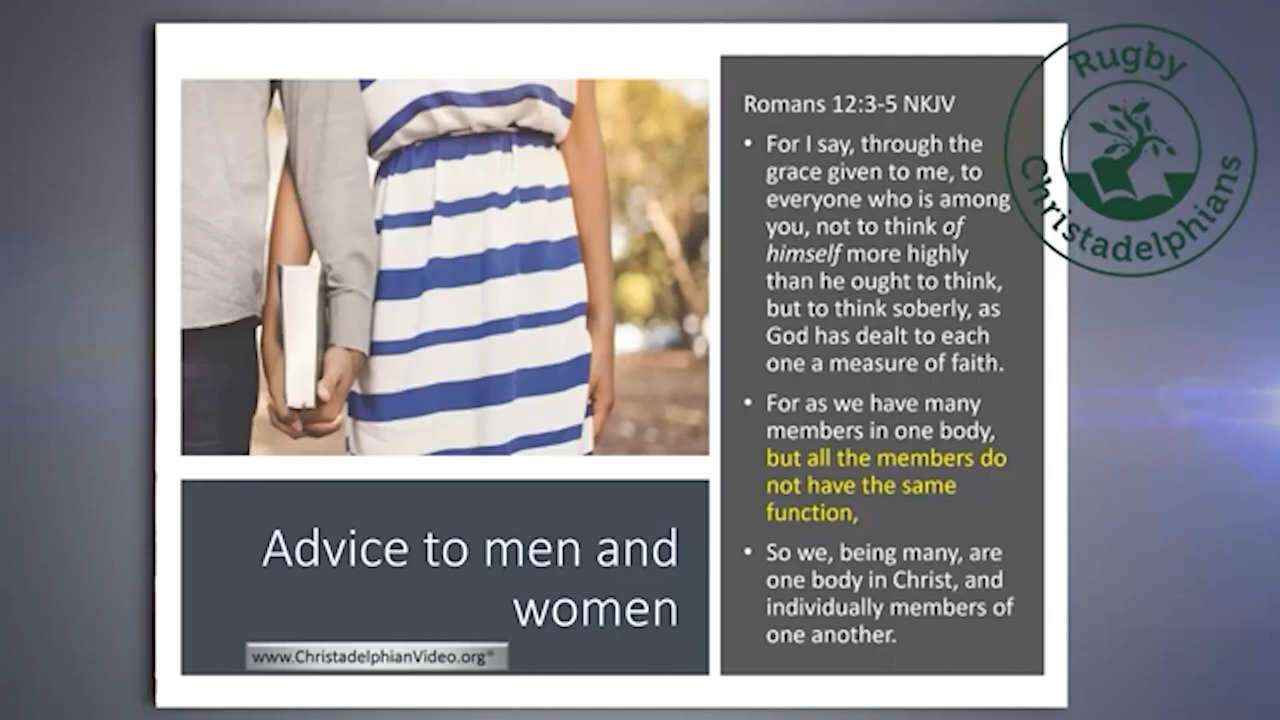 Romans 12:3-5 NKJV
• For I say, through the
grace given to me, to
everyone who is among
you, not to think of
himself more highly
than he ought to think,
but to think soberly, as
God has dealt to each
one a measure of faith.
• For as we have many
members in one body,
but all the members do
not have the same
function,
• So we, being many, are
one body in Christ, and
individually members of
one another.
Advice to men and
women
www.ChristadelphianVideo.org®
Rugby
Christadelphians